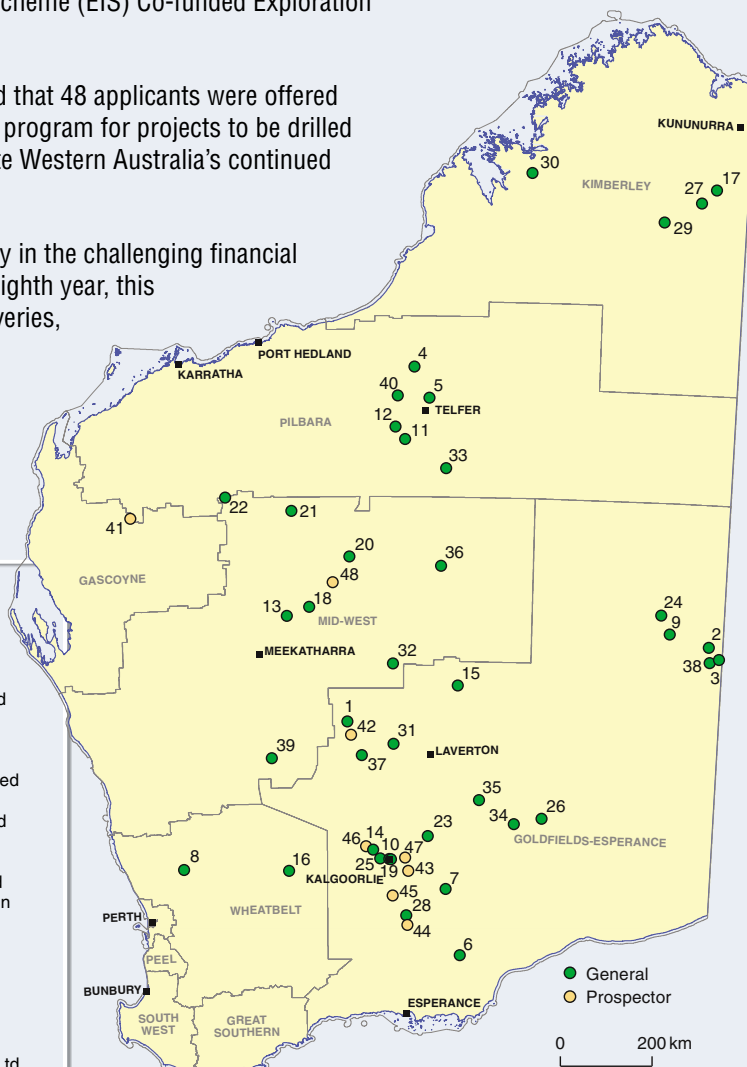 cheme (EIS) Co-funded Exploration
d that 48 applicants were offered
program for projects to be drilled
te Western Australia's continued
y in the challenging financial
ighth year, this
veries,
KUNUNURRA
30
KIMBERLEY
17
27
29
PORT HEDLAND
KARRATHA
4
40
5
TELFER
12
11
PILBARA
33
22
21
41
20
36
48
GASCOYNE
18
13
MID-WEST
24
9
2
38
3
MEEKATHARRA
32
15
1
42
31
LAVERTON
37
39
35
34
26
GOLDFIELDS-ESPERANCE
23
46
14
10
47
25
19
43
KALGOORLIE
8
16
7
45
28
44
WHEATBELT
PERTH
PEEL
6
BUNBURY
SOUTH
WEST
GREAT
SOUTHERN
ESPERANCE
General
Prospector
0
200 km
d
ed
d
l
n
td